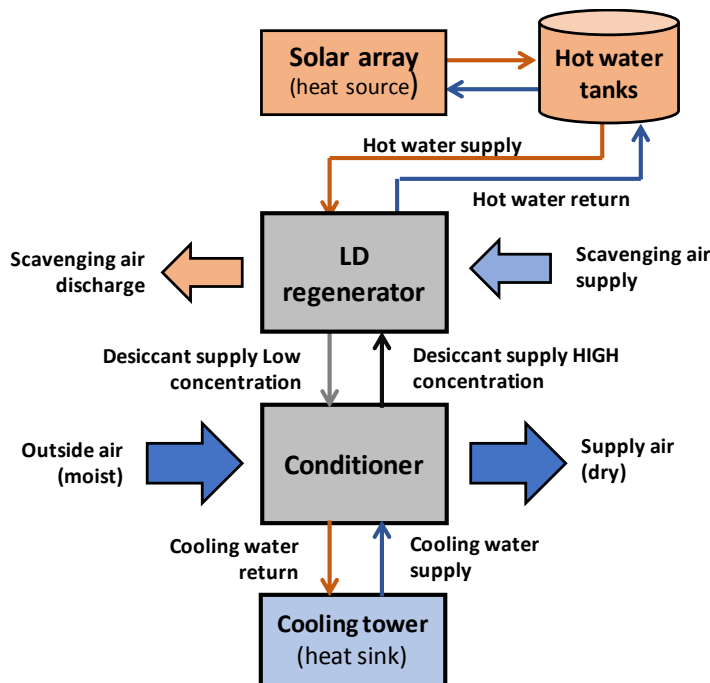 Solar array
(heat source)
Hot water
tanks
Hot water supply
Hot water return
Scavenging air
discharge
LD
regenerator
Scavenging air
supply
Desiccant supply Low
concentration
Desiccant supply HIGH
concentration
Outside air
(moist)
Conditioner
Supply air
(dry)
Cooling water
return
Cooling water
supply
Cooling tower
(heat sink)